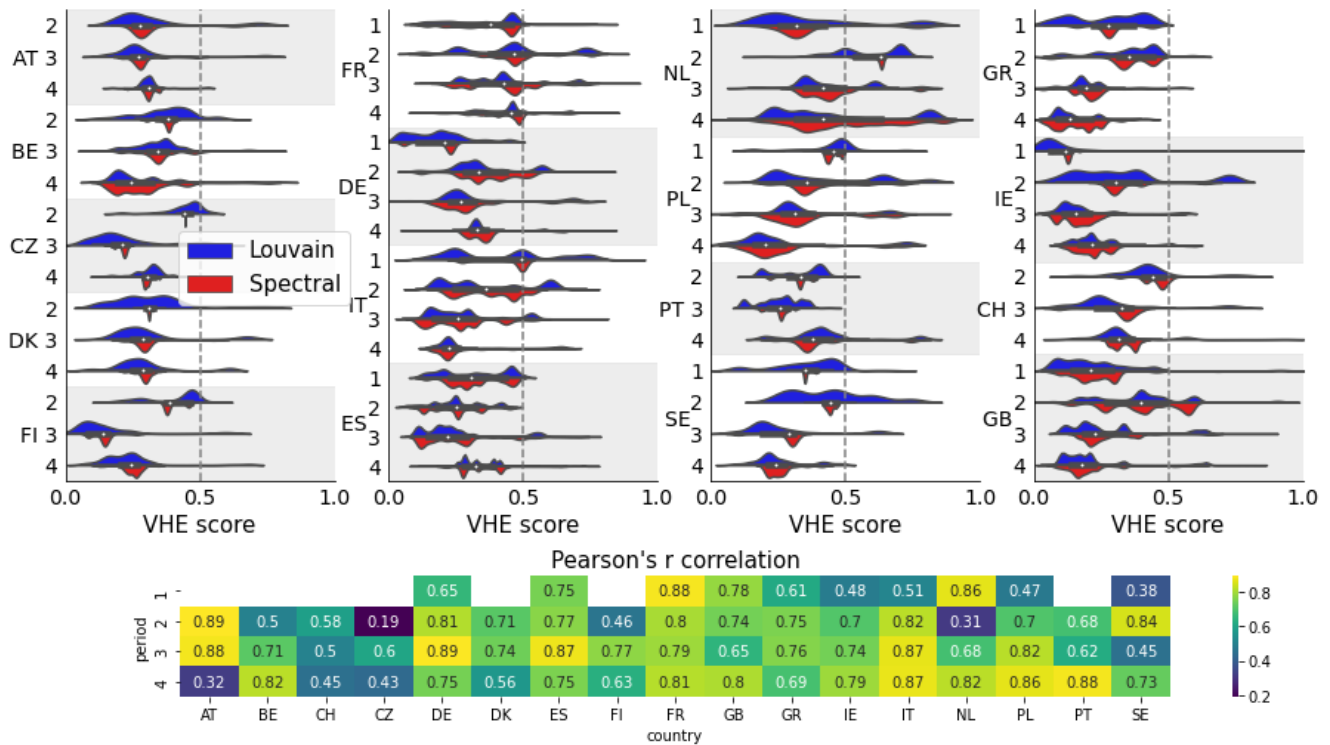 2
AT 3
4
2
BE 3
4
2
CZ 3
4
2
DK 3
4
2
FI 3
4
0.0 0.5 1.0
VHE score
Louvain
Spectral
1
2
FR
3
4
1
2
DE
3
4
1
2
IT
3
4
1
2
ES
3
4
0.0 0.5 1.0
VHE score
1
2
NL
3
4
1
2
PL
3
4
2
PT 3
4
1
2
SE
3
4
0.0 0.5 1.0
VHE score
1
2
GR
3
4
1
2
IE
3
4
2
CH 3
4
1
2
GB
3
4
0.0 0.5 1.0
VHE score
Pearson's r correlation
1 0.65 0.75 0.88 0.78 0.61 0.48 0.51 0.86 0.47 0.38
2 0.89 0.5 0.58 0.19 0.81 0.71 0.77 0.46 0.8 0.74 0.75 0.7 0.82 0.31 0.7 0.68 0.84
3 0.88 0.71 0.5 0.6 0.89 0.74 0.87 0.77 0.79 0.65 0.76 0.74 0.87 0.68 0.82 0.62 0.45
4 0.32 0.82 0.45 0.43 0.75 0.56 0.75 0.63 0.81 0.8 0.69 0.79 0.87 0.82 0.86 0.88 0.73
period
AT BE CH CZ DE DK ES FI FR GB GR IE IT NL PL PT SE
country
0.8
0.6
0.4
0.2